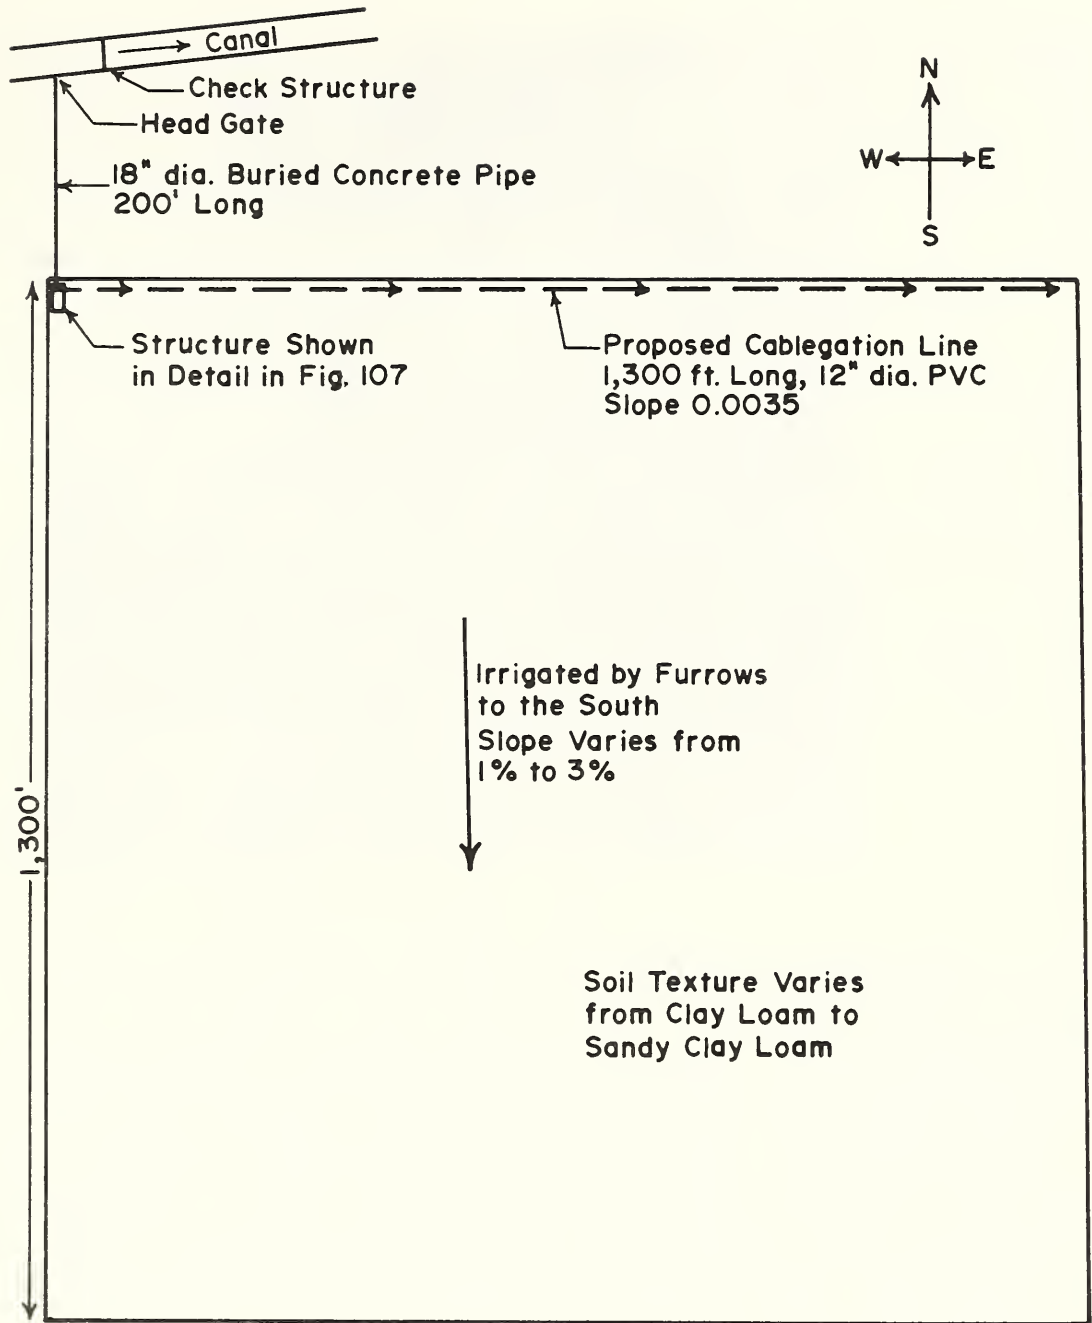 Canal
Check Structure
Head Gate
18" dia. Buried Concrete Pipe
200' Long
N
W E
S
Structure Shown
in Detail in Fig. 107
Proposed Cablegation Line
1,300 ft. Long, 12" dia. PVC
Slope 0.0035
Irrigated by Furrows
to the South
Slope Varies from
1% to 3%
1,300'
Soil Texture Varies
from Clay Loam to
Sandy Clay Loam